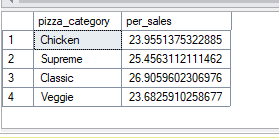 pizza_category per_sales
1 Chicken 23.9551375322885
2 Supreme 25.4563112111462
3 Classic 26.9059602306976
4 Veggie 23.6825910258677